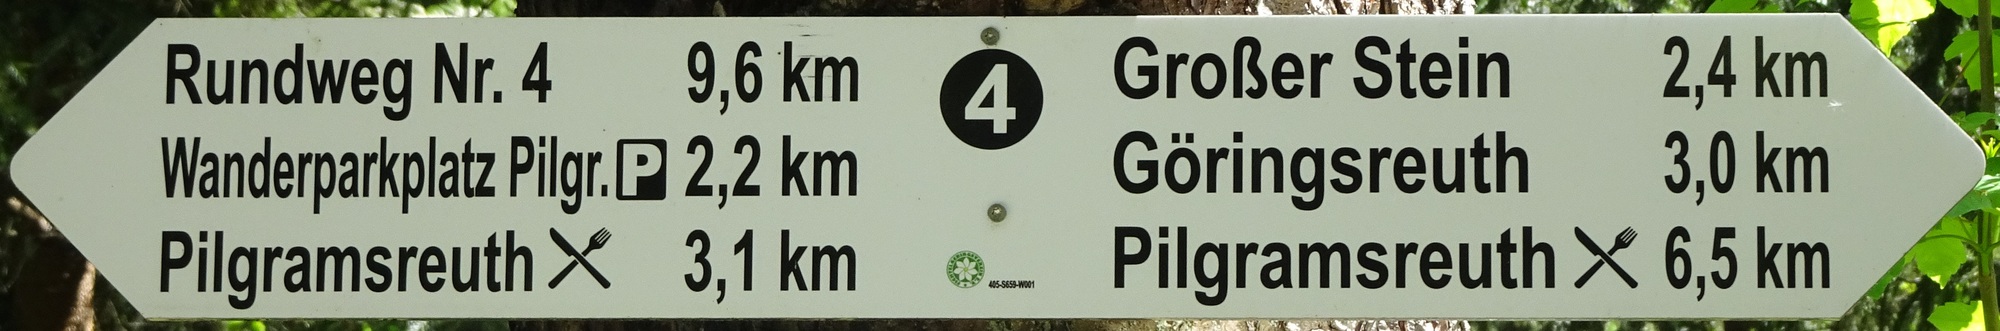 Rundweg Nr. 4 9,6 km
Wanderparkplatz Pilgr. P 2,2 km
Pilgramsreuth 3,1 km
4
405-S659-W001
Großer Stein 2,4 km
Göringsreuth 3,0 km
Pilgramsreuth 6,5 km